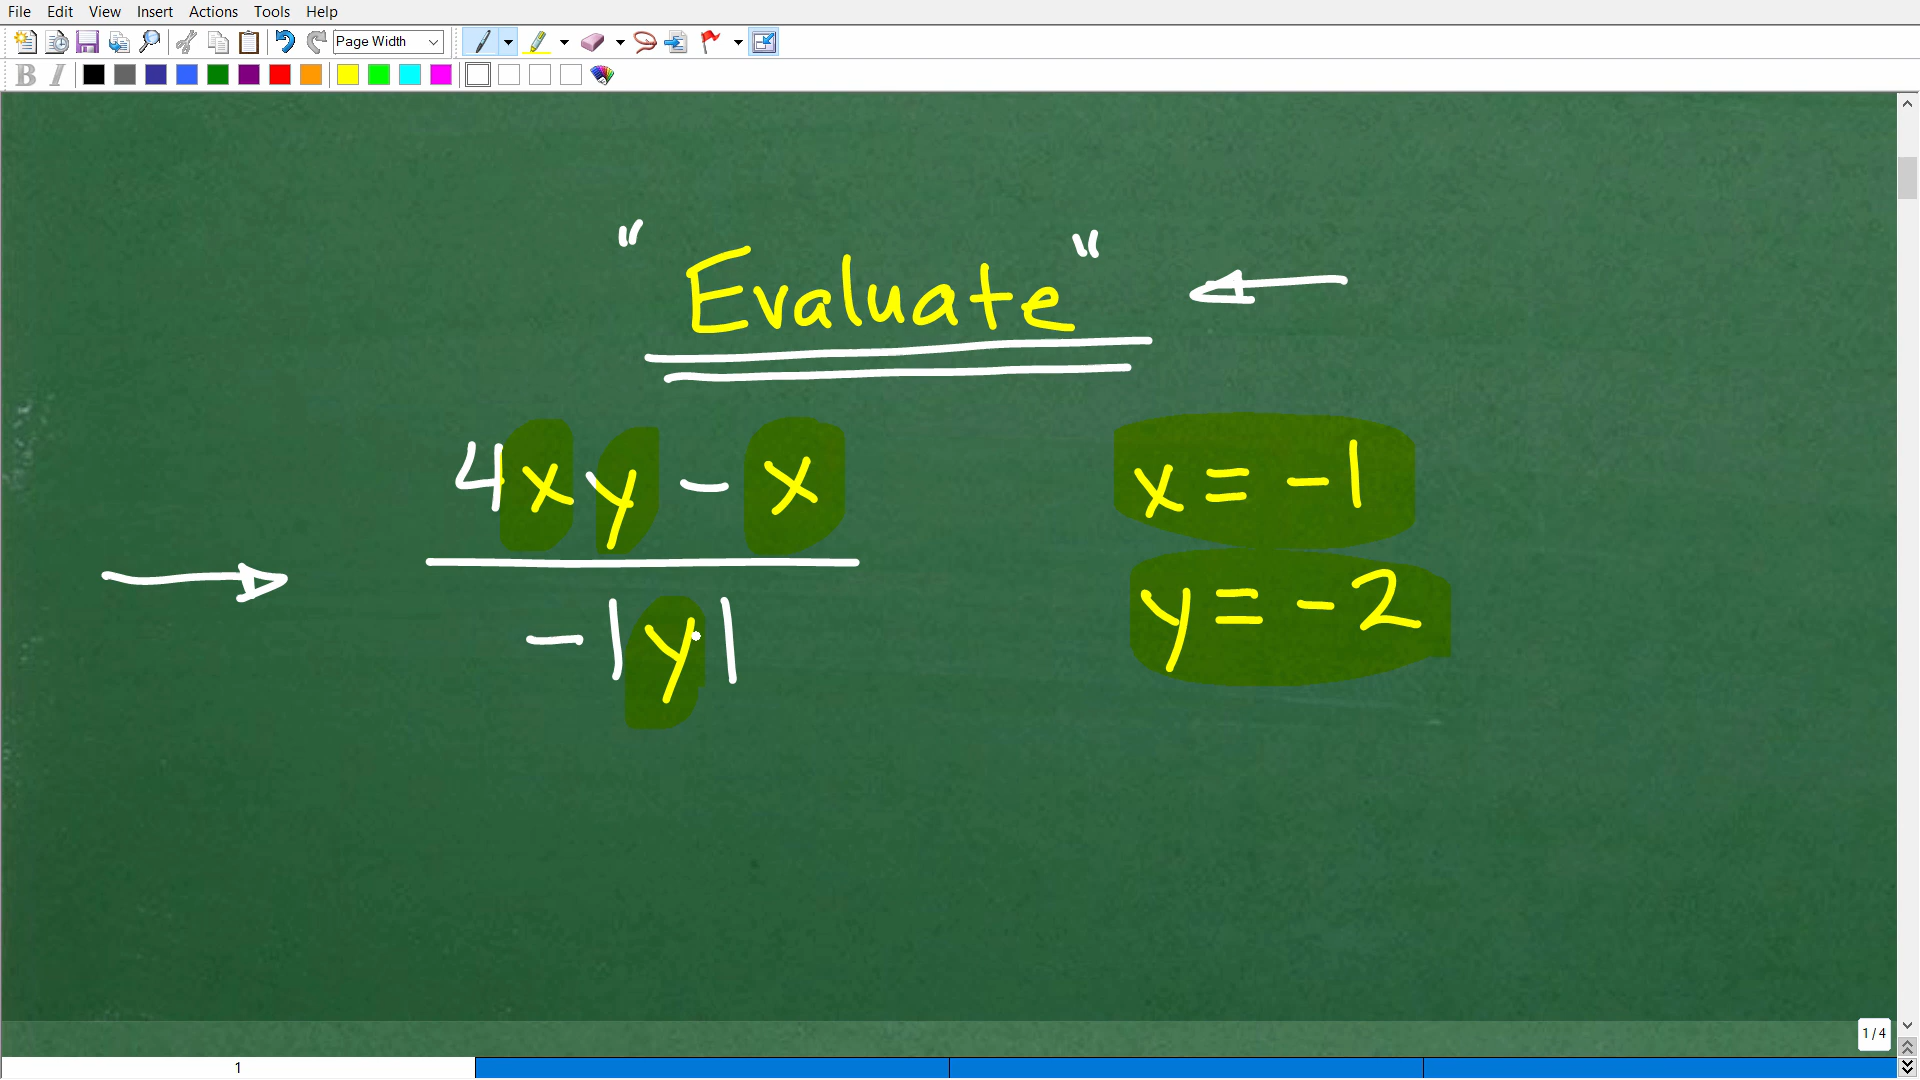 File Edit View Insert Actions Tools Help
Page Width
B I
"Evaluate"
4xy - x
x = -1
-|y|
y = -2
1 / 4
1